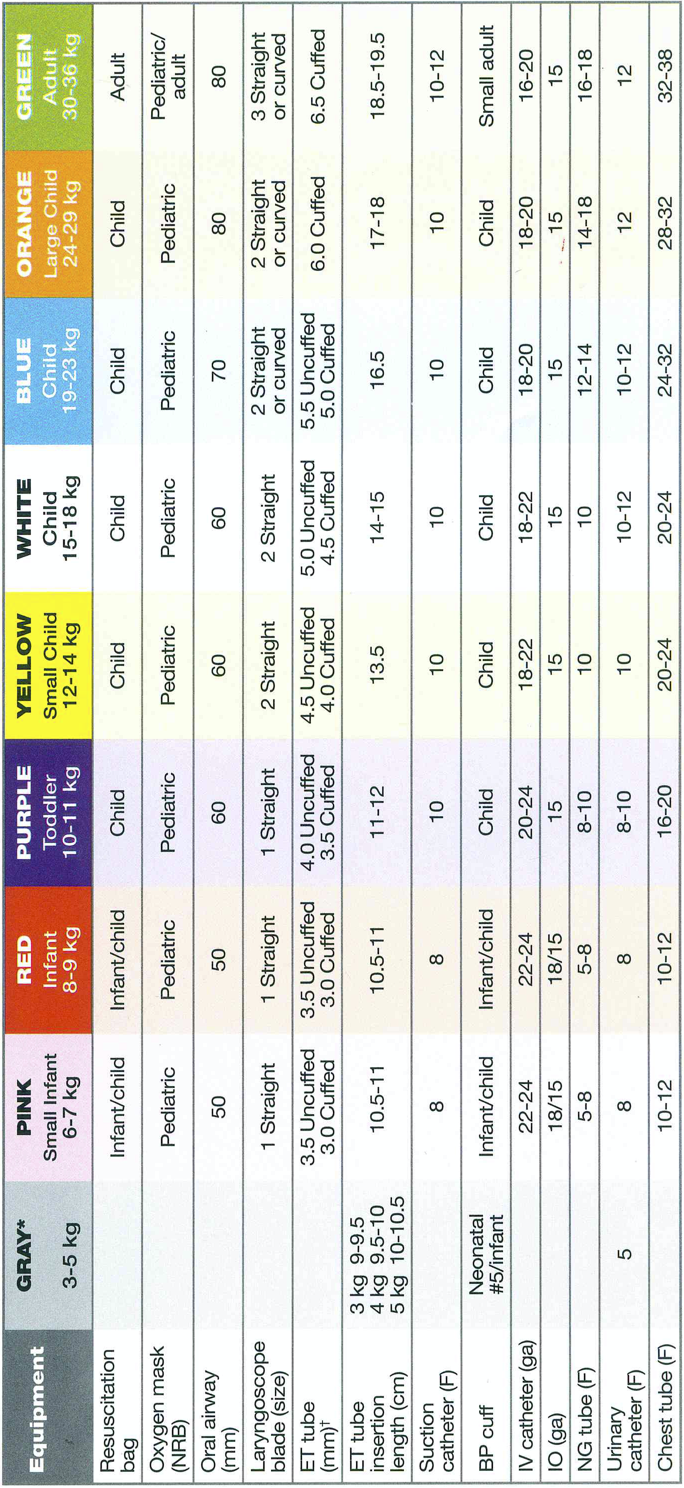 Equipment
GRAY*
3-5 kg
PINK
Small Infant
6-7 kg
RED
Infant
8-9 kg
PURPLE
Toddler
10-11 kg
YELLOW
Small Child
12-14 kg
WHITE
Child
15-18 kg
BLUE
Child
19-23 kg
ORANGE
Large Child
24-29 kg
GREEN
Adult
30-36 kg
Resuscitation
bag
Infant/child
Infant/child
Child
Child
Child
Child
Child
Adult
Oxygen mask
(NRB)
Pediatric
Pediatric
Pediatric
Pediatric
Pediatric
Pediatric
Pediatric
Pediatric/
adult
Oral airway
(mm)
50
50
60
60
60
70
80
80
Laryngoscope
blade (size)
1 Straight
1 Straight
1 Straight
2 Straight
2 Straight
2 Straight
or curved
2 Straight
or curved
3 Straight
or curved
ET tube
(mm)†
3.5 Uncuffed
3.0 Cuffed
3.5 Uncuffed
3.0 Cuffed
4.0 Uncuffed
3.5 Cuffed
4.5 Uncuffed
4.0 Cuffed
5.0 Uncuffed
4.5 Cuffed
5.5 Uncuffed
5.0 Cuffed
6.0 Cuffed
6.5 Cuffed
ET tube
insertion
length (cm)
3 kg 9-9.5
4 kg 9.5-10
5 kg 10-10.5
10.5-11
10.5-11
11-12
13.5
14-15
16.5
17-18
18.5-19.5
Suction
catheter (F)
8
8
10
10
10
10
10
10-12
BP cuff
Neonatal
#5/infant
Infant/child
Infant/child
Child
Child
Child
Child
Child
Small adult
IV catheter (ga)
22-24
22-24
20-24
18-22
18-22
18-20
18-20
16-20
IO (ga)
18/15
18/15
15
15
15
15
15
15
NG tube (F)
5-8
5-8
8-10
10
10
12-14
14-18
16-18
Urinary
catheter (F)
5
8
8
8-10
10
10-12
10-12
12
12
Chest tube (F)
10-12
10-12
16-20
20-24
20-24
24-32
28-32
32-38